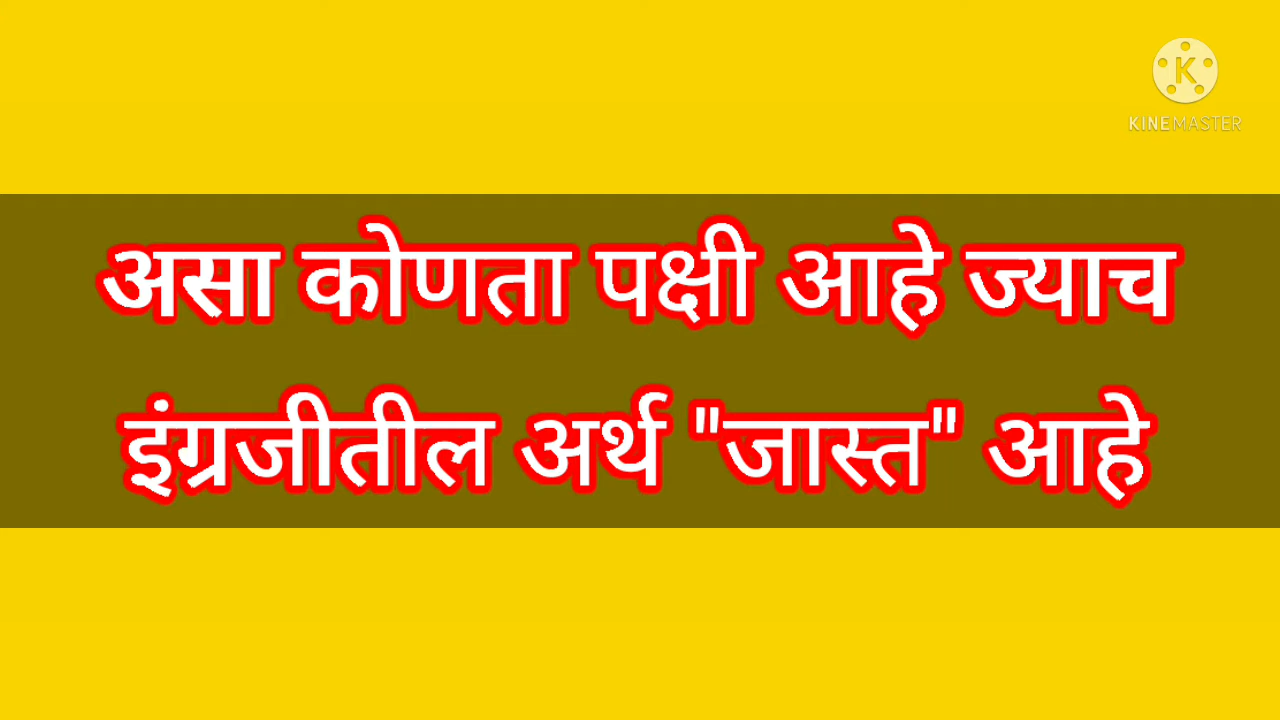 K
KINEMASTER
असा कोणता पक्षी आहे ज्याच
इंग्रजीतील अर्थ "जास्त" आहे